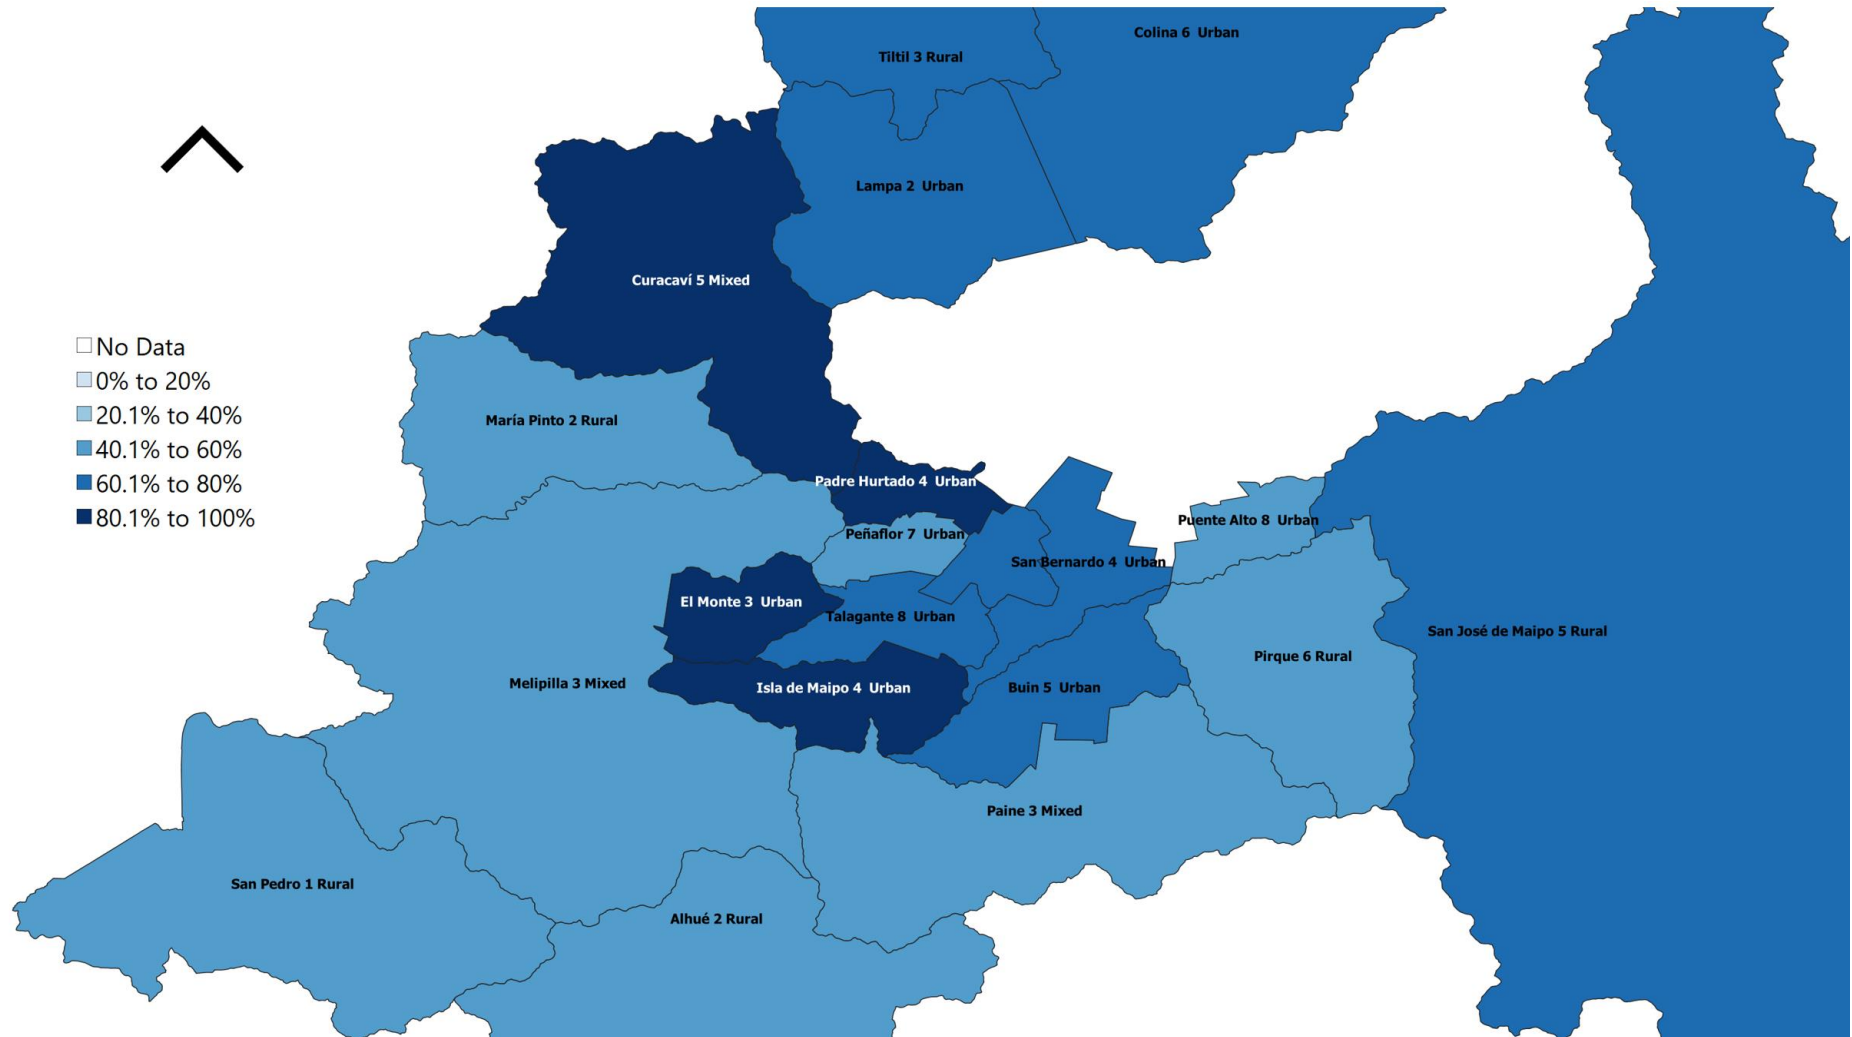 Colina 6 Urban
Tiltil 3 Rural
Lampa 2 Urban
Curacaví 5 Mixed
No Data
0% to 20%
20.1% to 40%
40.1% to 60%
60.1% to 80%
80.1% to 100%
María Pinto 2 Rural
Padre Hurtado 4 Urban
Puente Alto 8 Urban
Peñaflor 7 Urban
San Bernardo 4 Urban
El Monte 3 Urban
Talagante 8 Urban
San José de Maipo 5 Rural
Pirque 6 Rural
Melipilla 3 Mixed
Isla de Maipo 4 Urban
Buin 5 Urban
Paine 3 Mixed
San Pedro 1 Rural
Alhué 2 Rural